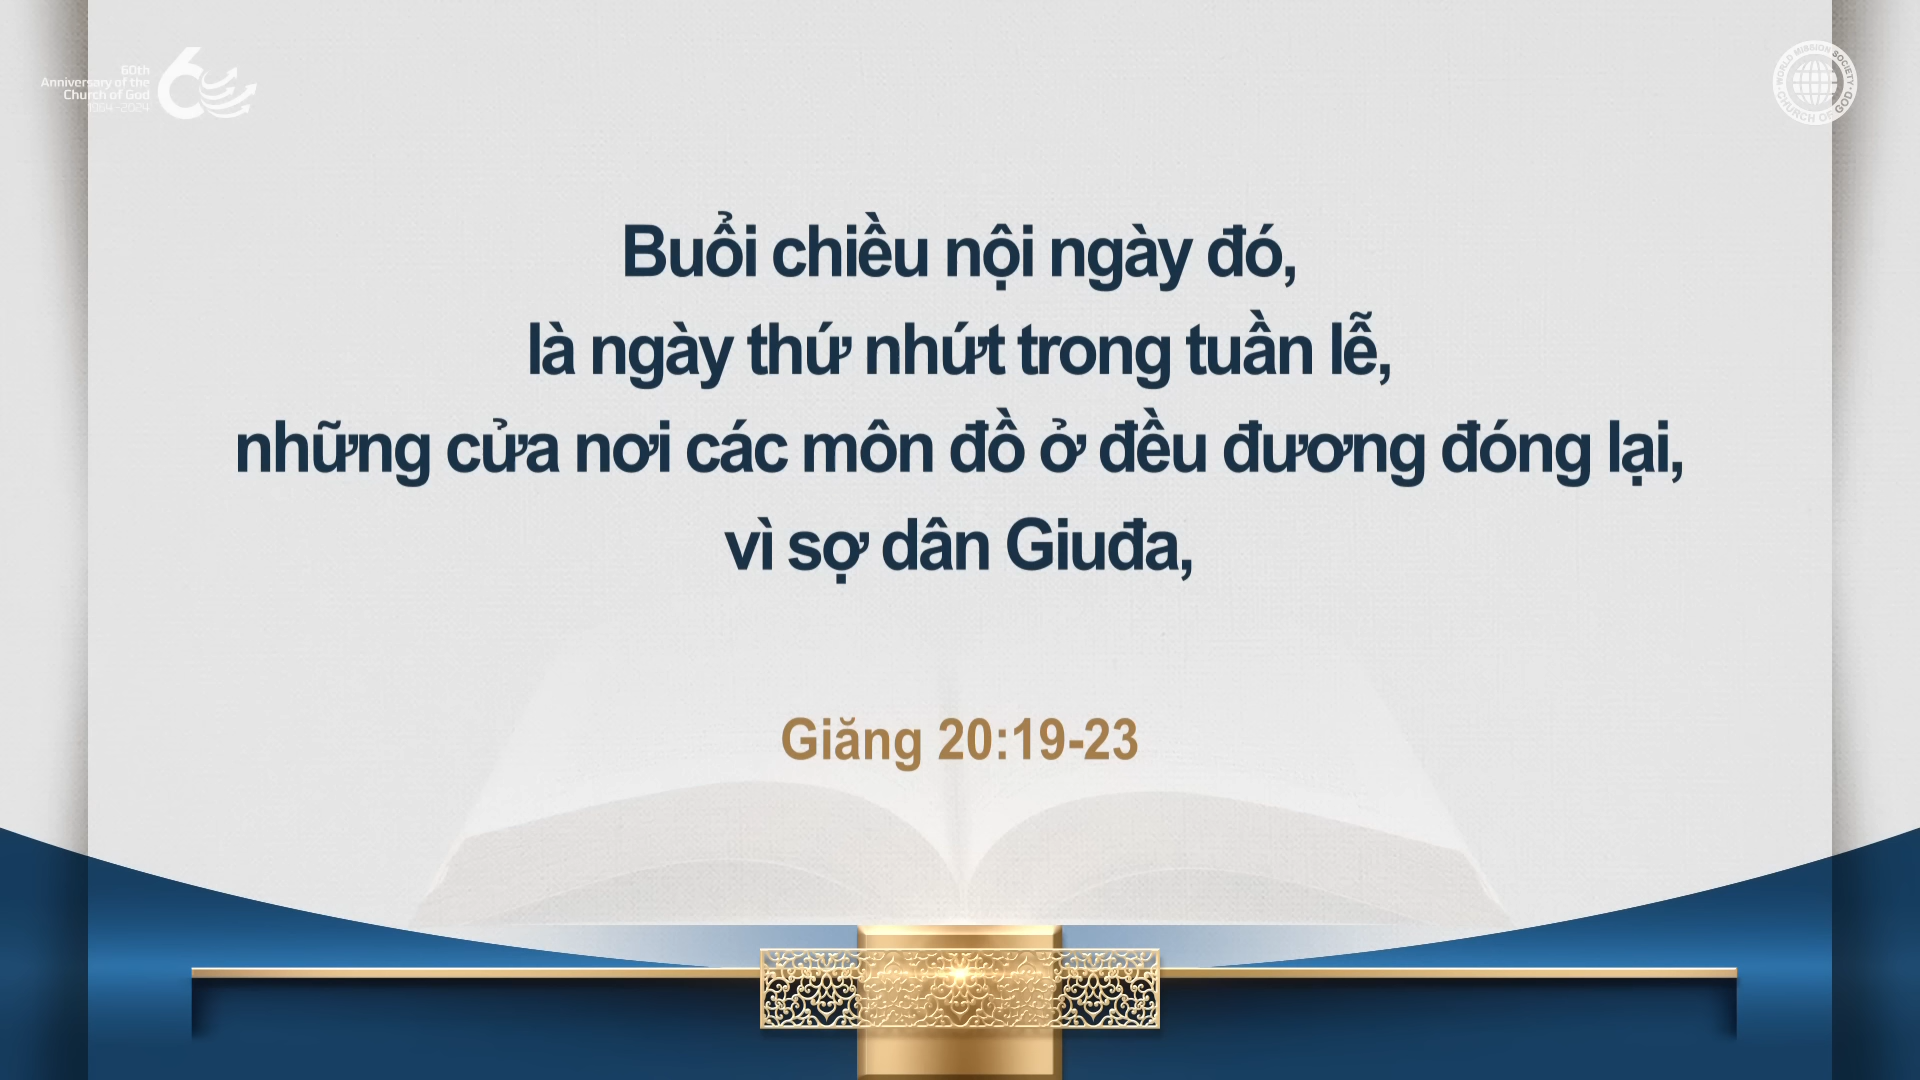 60th
Anniversary of the
Church of God
1964-2024
WORLD MISSION SOCIETY
CHURCH OF GOD
Buổi chiều nội ngày đó,
là ngày thứ nhứt trong tuần lễ,
những cửa nơi các môn đồ ở đều đương đóng lại,
vì sợ dân Giuđa,
Giăng 20:19-23